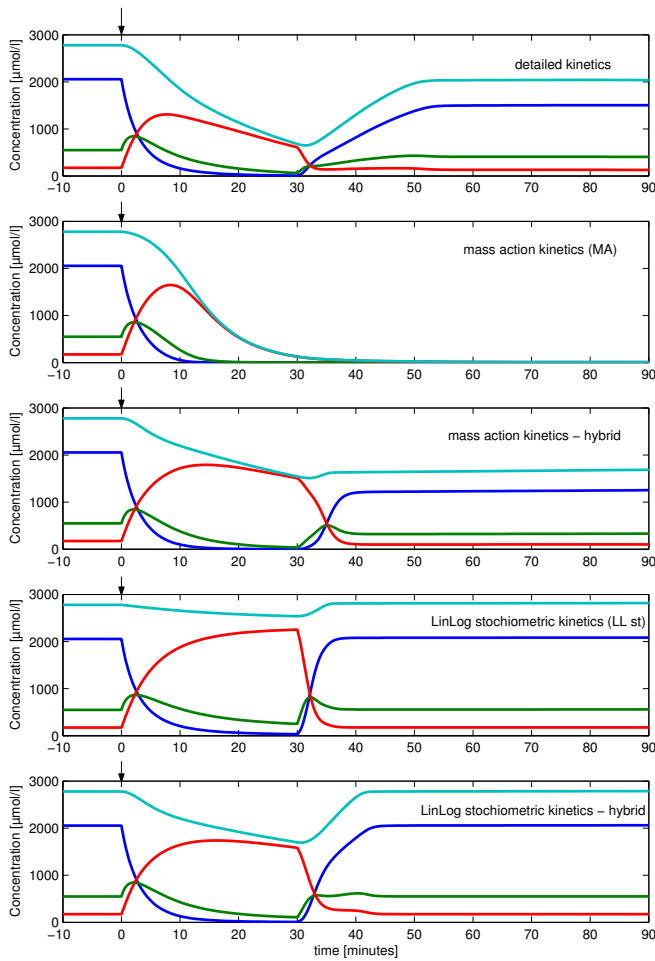 3000
2000
1000
0
Concentration [µmol/l]
detailed kinetics
−10 0 10 20 30 40 50 60 70 80 90
3000
2000
1000
0
Concentration [µmol/l]
mass action kinetics (MA)
−10 0 10 20 30 40 50 60 70 80 90
3000
2000
1000
0
Concentration [µmol/l]
mass action kinetics − hybrid
−10 0 10 20 30 40 50 60 70 80 90
3000
2000
1000
0
Concentration [µmol/l]
LinLog stochiometric kinetics (LL st)
−10 0 10 20 30 40 50 60 70 80 90
3000
2000
1000
0
Concentration [µmol/l]
LinLog stochiometric kinetics − hybrid
−10 0 10 20 30 40 50 60 70 80 90
time [minutes]